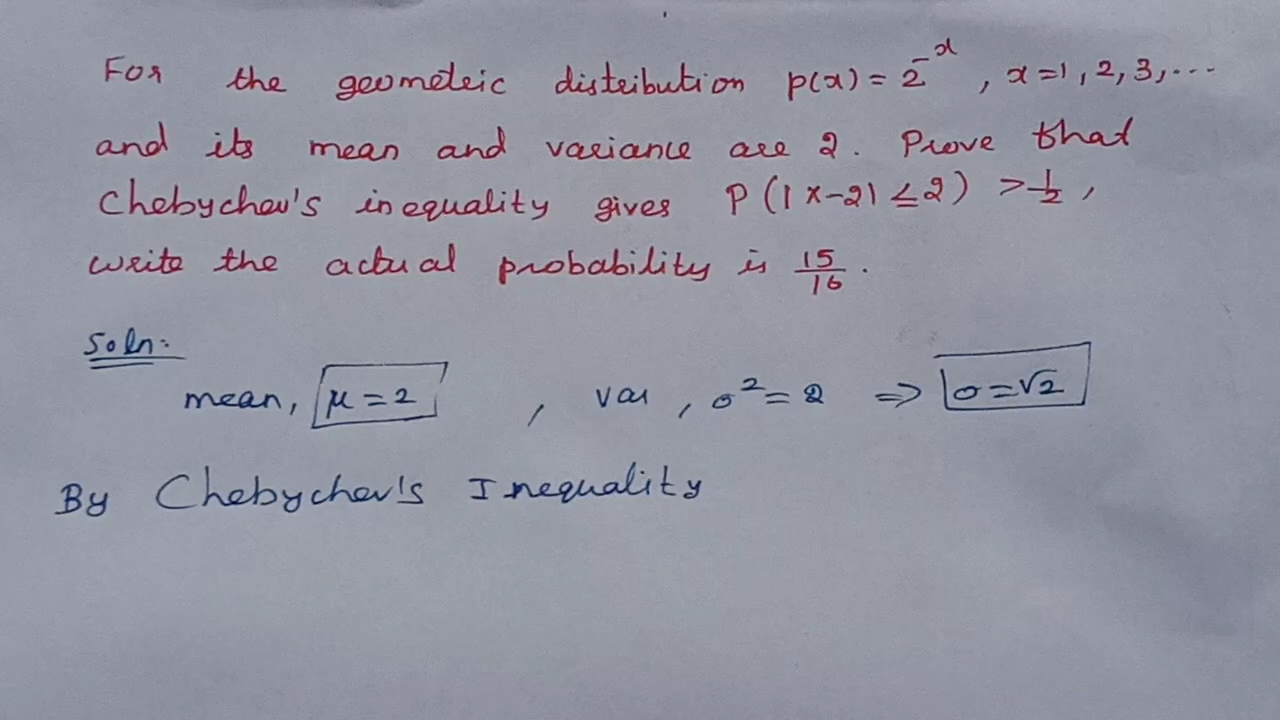 For the geometric distribution p(x) = 2^{-x}, x=1, 2, 3, ...
and its mean and variance are 2. Prove that
Chebychev's inequality gives P(|x-2| ≤ 2) > 1/2,
write the actual probability is 15/16.
Soln:
mean, μ=2, var, σ²=2 ⇒ σ=√2
By Chebychev's Inequality